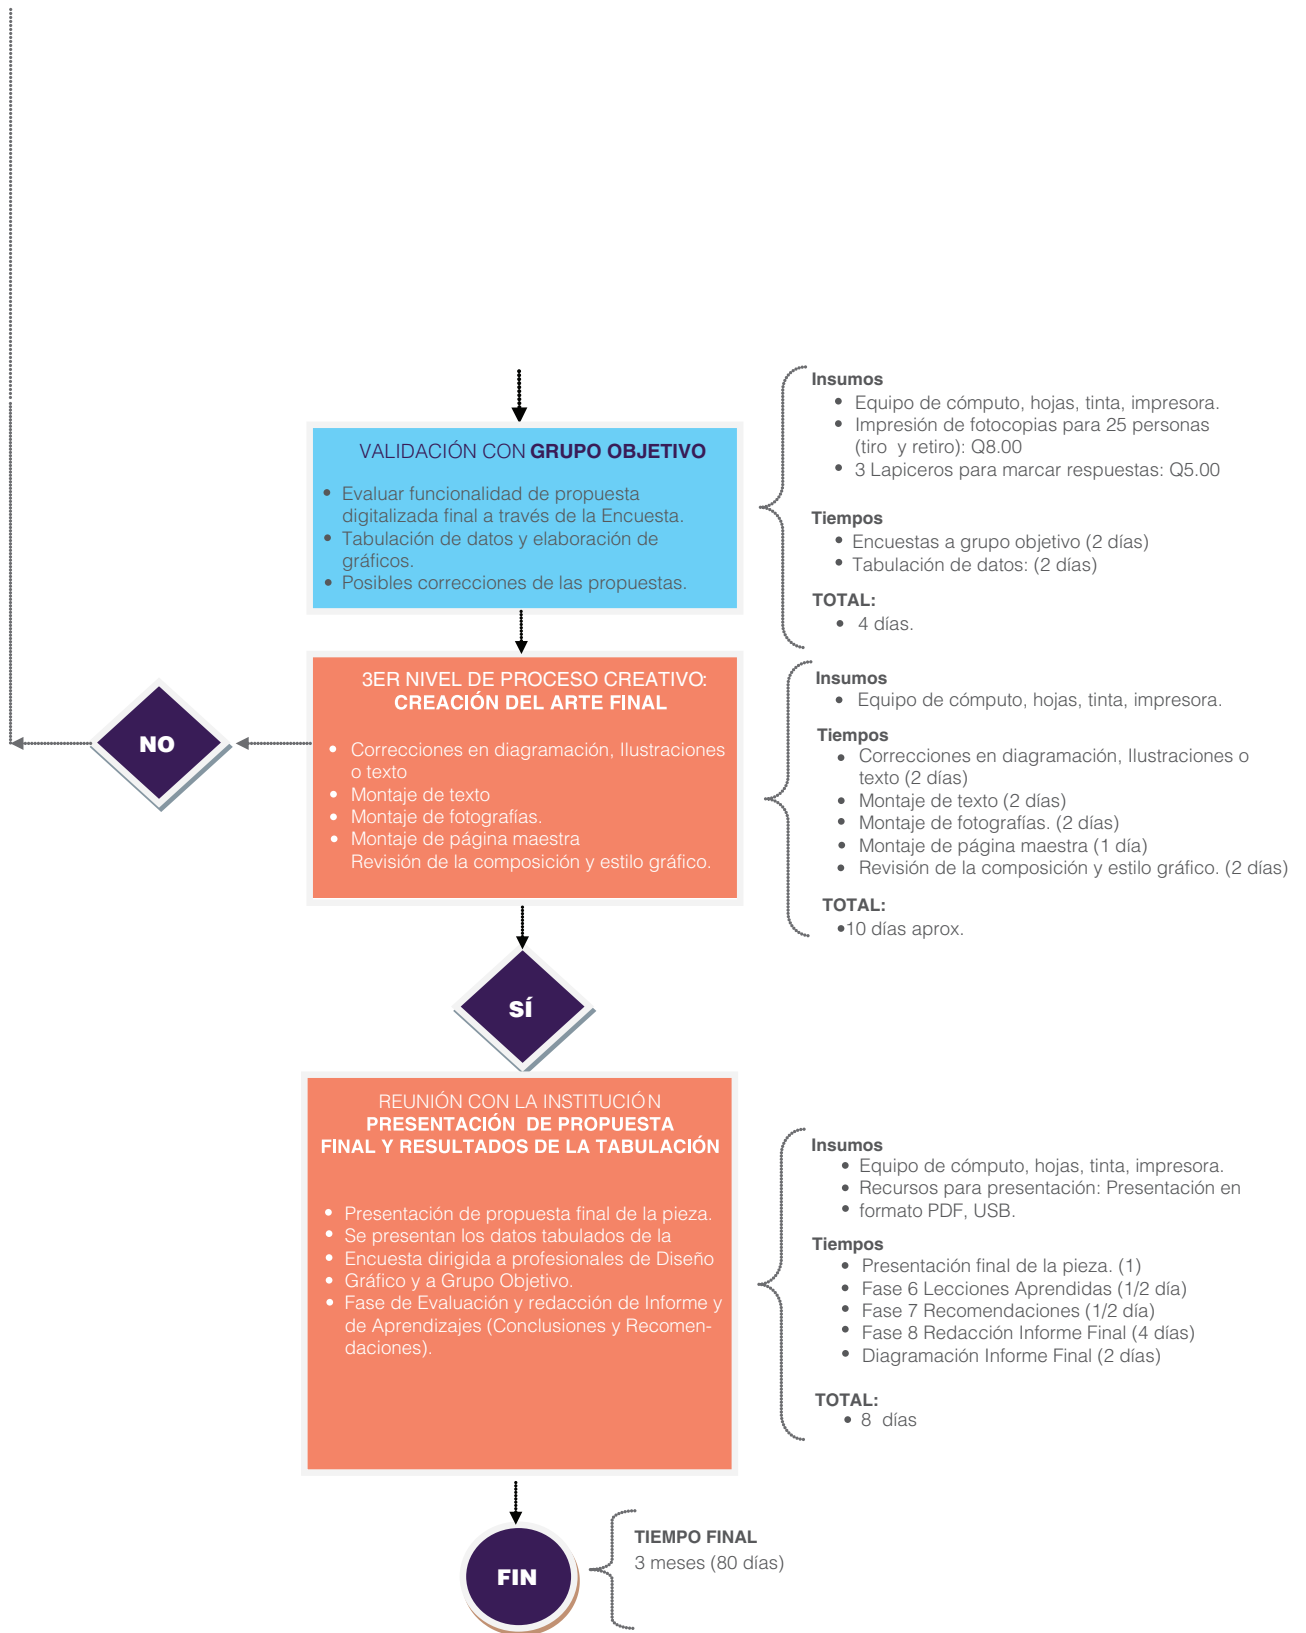 VALIDACIÓN CON GRUPO OBJETIVO
• Evaluar funcionalidad de propuesta
digitalizada final a través de la Encuesta.
• Tabulación de datos y elaboración de
gráficos.
• Posibles correcciones de las propuestas.
Insumos
• Equipo de cómputo, hojas, tinta, impresora.
• Impresión de fotocopias para 25 personas
(tiro y retiro): Q8.00
• 3 Lapiceros para marcar respuestas: Q5.00
Tiempos
• Encuestas a grupo objetivo (2 días)
• Tabulación de datos: (2 días)
TOTAL:
• 4 días.
3ER NIVEL DE PROCESO CREATIVO:
CREACIÓN DEL ARTE FINAL
• Correcciones en diagramación, Ilustraciones
o texto
• Montaje de texto
• Montaje de fotografías.
• Montaje de página maestra
Revisión de la composición y estilo gráfico.
NO
Insumos
• Equipo de cómputo, hojas, tinta, impresora.
Tiempos
• Correcciones en diagramación, Ilustraciones o
texto (2 días)
• Montaje de texto (2 días)
• Montaje de fotografías. (2 días)
• Montaje de página maestra (1 día)
• Revisión de la composición y estilo gráfico. (2 días)
TOTAL:
•10 días aprox.
SÍ
REUNIÓN CON LA INSTITUCIÓN
PRESENTACIÓN DE PROPUESTA
FINAL Y RESULTADOS DE LA TABULACIÓN
• Presentación de propuesta final de la pieza.
• Se presentan los datos tabulados de la
• Encuesta dirigida a profesionales de Diseño
• Gráfico y a Grupo Objetivo.
• Fase de Evaluación y redacción de Informe y
de Aprendizajes (Conclusiones y Recomen-
daciones).
Insumos
• Equipo de cómputo, hojas, tinta, impresora.
• Recursos para presentación: Presentación en
• formato PDF, USB.
Tiempos
• Presentación final de la pieza. (1)
• Fase 6 Lecciones Aprendidas (1/2 día)
• Fase 7 Recomendaciones (1/2 día)
• Fase 8 Redacción Informe Final (4 días)
• Diagramación Informe Final (2 días)
TOTAL:
• 8 días
FIN
TIEMPO FINAL
3 meses (80 días)